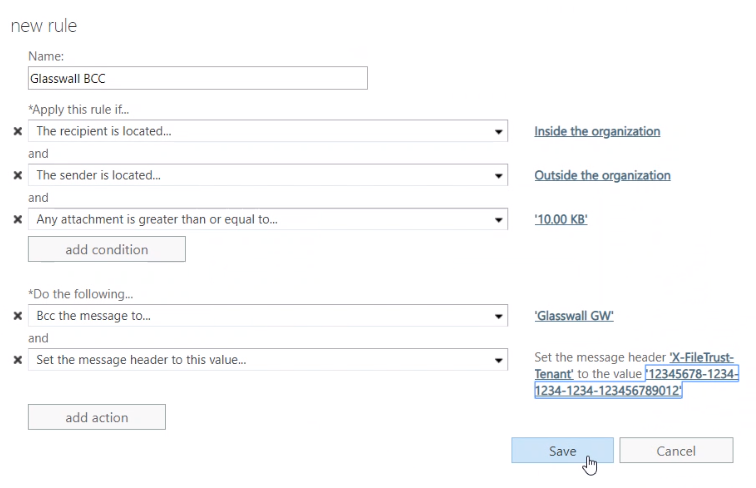 new rule
Name:
Glasswall BCC
*Apply this rule if...
The recipient is located...
Inside the organization
and
The sender is located...
Outside the organization
and
Any attachment is greater than or equal to...
'10.00 KB'
add condition
*Do the following...
Bcc the message to...
'Glasswall GW'
and
Set the message header to this value...
Set the message header 'X-FileTrust-
Tenant' to the value '12345678-1234-
1234-1234-123456789012'
add action
Save
Cancel